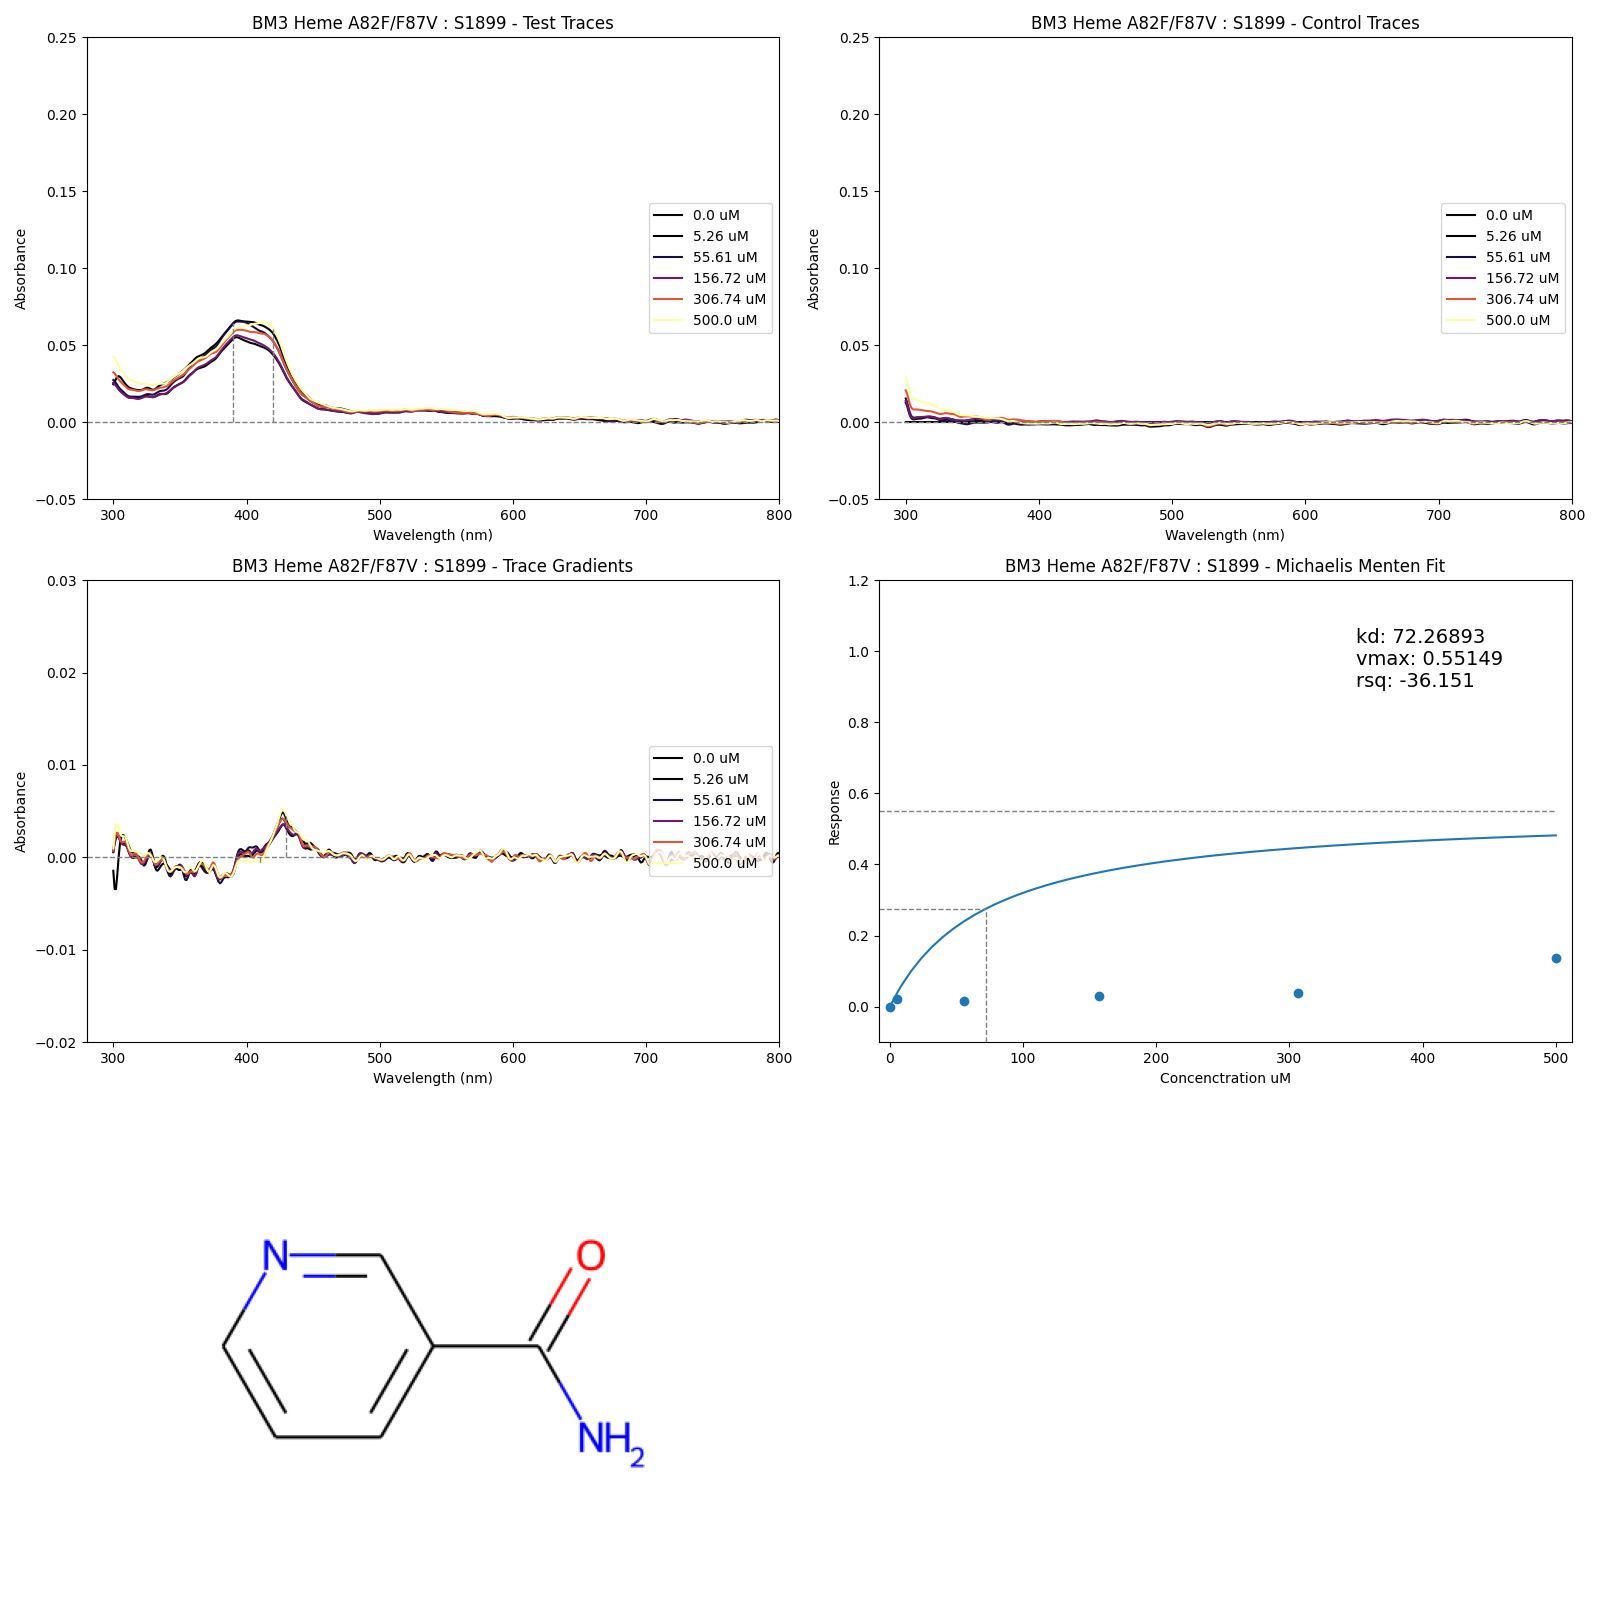 BM3 Heme A82F/F87V : S1899 - Test Traces
0.25
0.20
0.15
0.10
0.05
0.00
−0.05
Absorbance
0.0 uM
5.26 uM
55.61 uM
156.72 uM
306.74 uM
500.0 uM
300 400 500 600 700 800
Wavelength (nm)
BM3 Heme A82F/F87V : S1899 - Control Traces
0.25
0.20
0.15
0.10
0.05
0.00
−0.05
Absorbance
0.0 uM
5.26 uM
55.61 uM
156.72 uM
306.74 uM
500.0 uM
300 400 500 600 700 800
Wavelength (nm)
BM3 Heme A82F/F87V : S1899 - Trace Gradients
0.03
0.02
0.01
0.00
−0.01
−0.02
Absorbance
0.0 uM
5.26 uM
55.61 uM
156.72 uM
306.74 uM
500.0 uM
300 400 500 600 700 800
Wavelength (nm)
BM3 Heme A82F/F87V : S1899 - Michaelis Menten Fit
1.2
1.0
0.8
0.6
0.4
0.2
0.0
Response
kd: 72.26893
vmax: 0.55149
rsq: -36.151
0 100 200 300 400 500
Concenctration uM
N
O
NH2